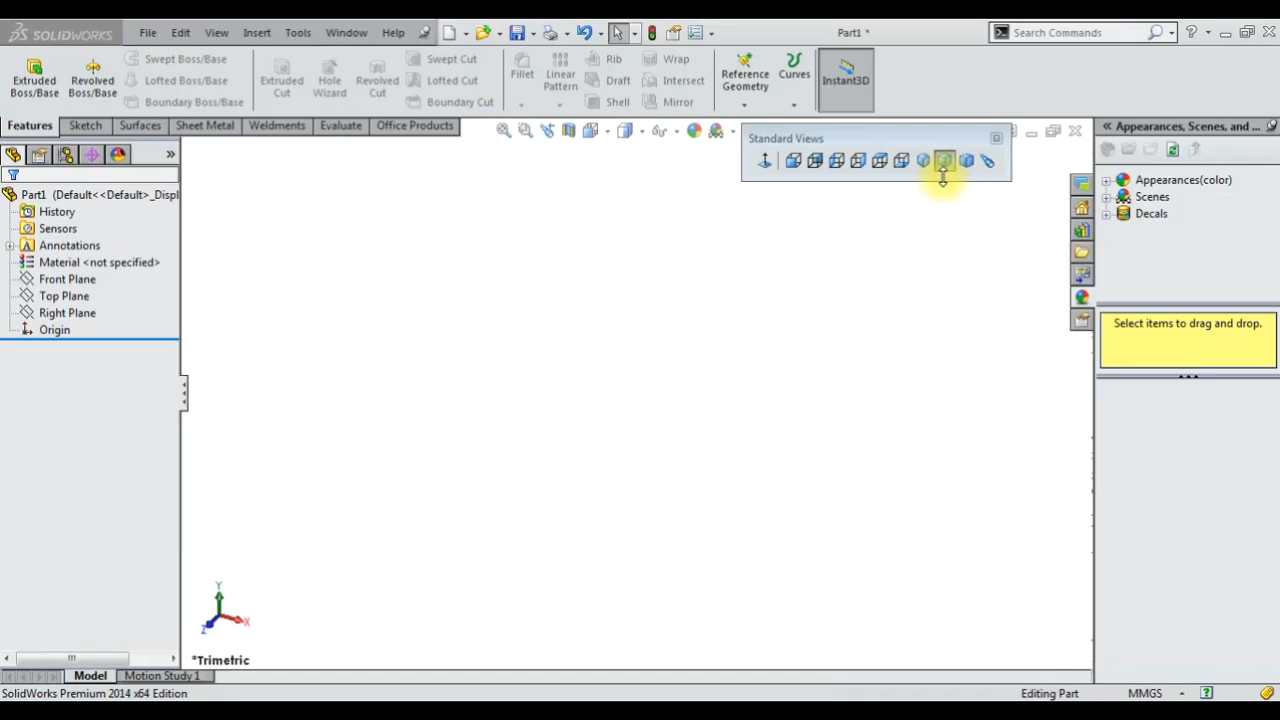 SOLIDWORKS File Edit View Insert Tools Window Help Part1 * Search Commands
Extruded Boss/Base
Revolved Boss/Base
Swept Boss/Base
Lofted Boss/Base
Boundary Boss/Base
Extruded Cut
Hole Wizard
Revolved Cut
Swept Cut
Lofted Cut
Boundary Cut
Fillet
Linear Pattern
Rib
Draft
Shell
Wrap
Intersect
Mirror
Reference Geometry
Curves
Instant3D
Features Sketch Surfaces Sheet Metal Weldments Evaluate Office Products
Standard Views
Appearances, Scenes, and ...
Part1 (Default<<Default>_Displ
History
Sensors
Annotations
Material <not specified>
Front Plane
Top Plane
Right Plane
Origin
Appearances(color)
Scenes
Decals
Select items to drag and drop.
Y
X
Z
*Trimetric
Model Motion Study 1
SolidWorks Premium 2014 x64 Edition Editing Part MMGS